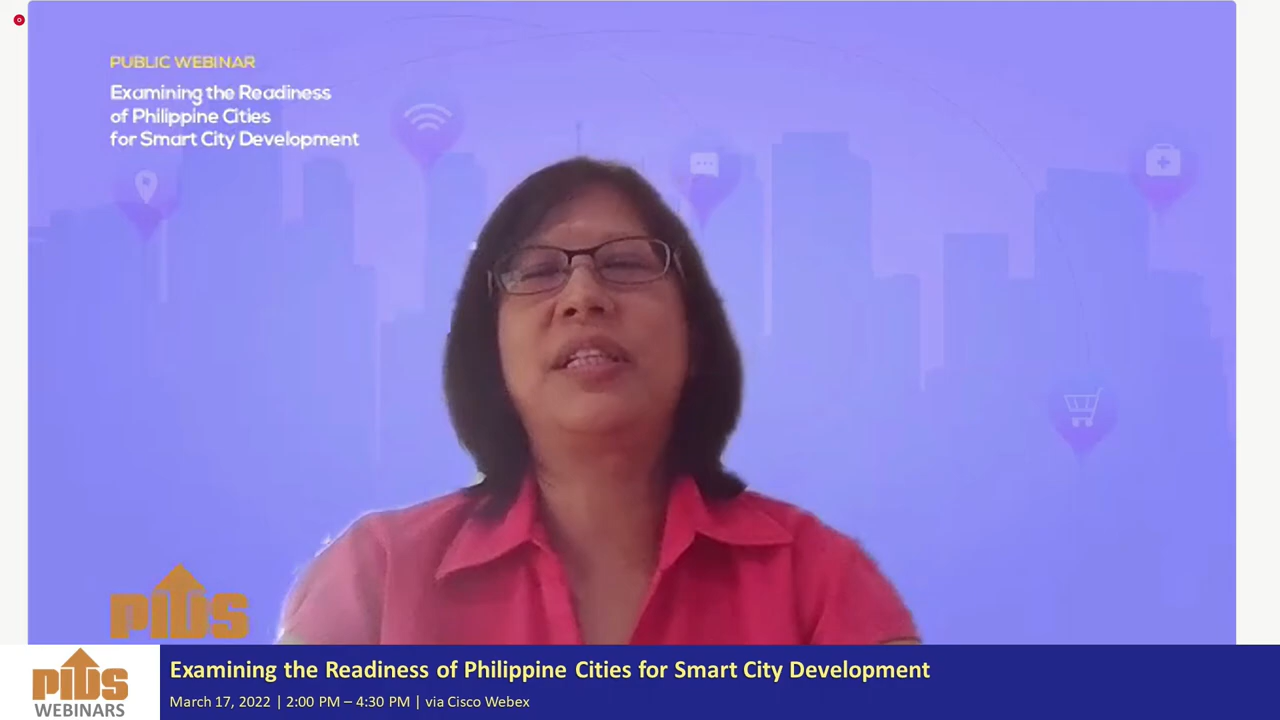 PUBLIC WEBINAR
Examining the Readiness
of Philippine Cities
for Smart City Development
PIDS
PIDS
WEBINARS
Examining the Readiness of Philippine Cities for Smart City Development
March 17, 2022 | 2:00 PM – 4:30 PM | via Cisco Webex